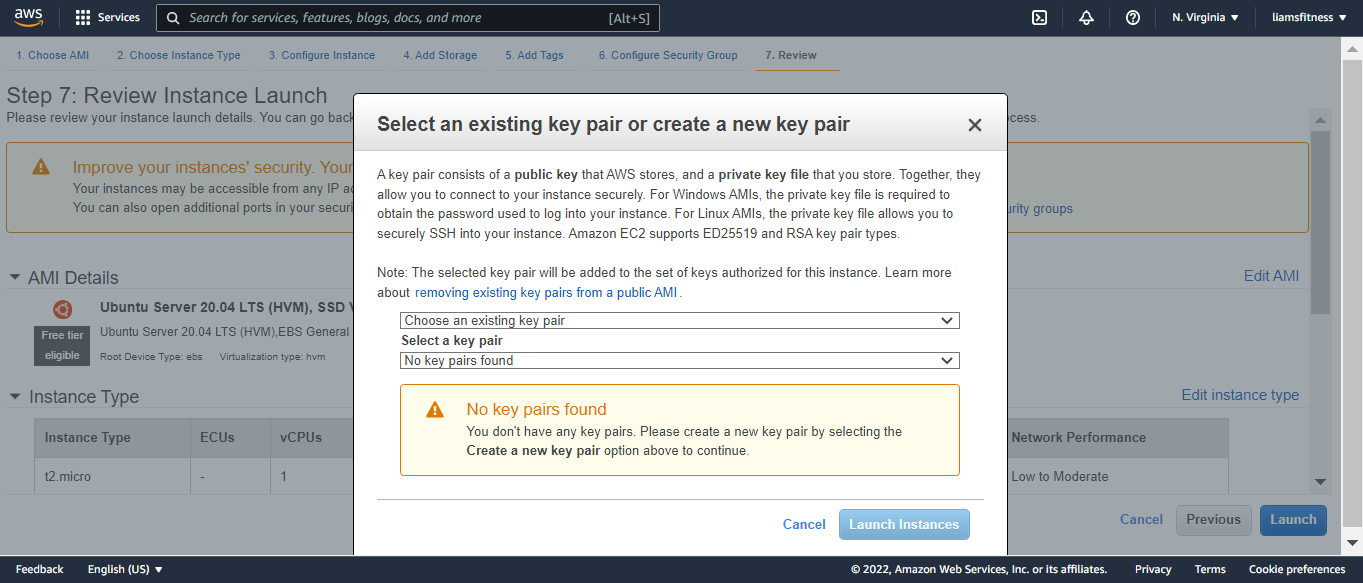 aws
Services
Search for services, features, blogs, docs, and more
[Alt+S]
N. Virginia
liamsfitness
1. Choose AMI
2. Choose Instance Type
3. Configure Instance
4. Add Storage
5. Add Tags
6. Configure Security Group
7. Review
Step 7: Review Instance Launch
Please review your instance launch details. You can go back
Improve your instances' security. Your
Your instances may be accessible from any IP
You can also open additional ports in your
groups
AMI Details
Edit AMI
Ubuntu Server 20.04 LTS (HVM), SSD
Free tier
eligible
Ubuntu Server 20.04 LTS (HVM),EBS General
Root Device Type: ebs
Virtualization type: hvm
Instance Type
Edit instance type
Instance Type
ECUs
vCPUs
Network Performance
t2.micro
-
1
Low to Moderate
Cancel
Previous
Launch
Select an existing key pair or create a new key pair
A key pair consists of a public key that AWS stores, and a private key file that you store. Together, they
allow you to connect to your instance securely. For Windows AMIs, the private key file is required to
obtain the password used to log into your instance. For Linux AMIs, the private key file allows you to
securely SSH into your instance. Amazon EC2 supports ED25519 and RSA key pair types.
Note: The selected key pair will be added to the set of keys authorized for this instance. Learn more
about removing existing key pairs from a public AMI.
Choose an existing key pair
Select a key pair
No key pairs found
No key pairs found
You don't have any key pairs. Please create a new key pair by selecting the
Create a new key pair option above to continue.
Cancel
Launch Instances
Feedback
English (US)
© 2022, Amazon Web Services, Inc. or its affiliates.
Privacy
Terms
Cookie preferences